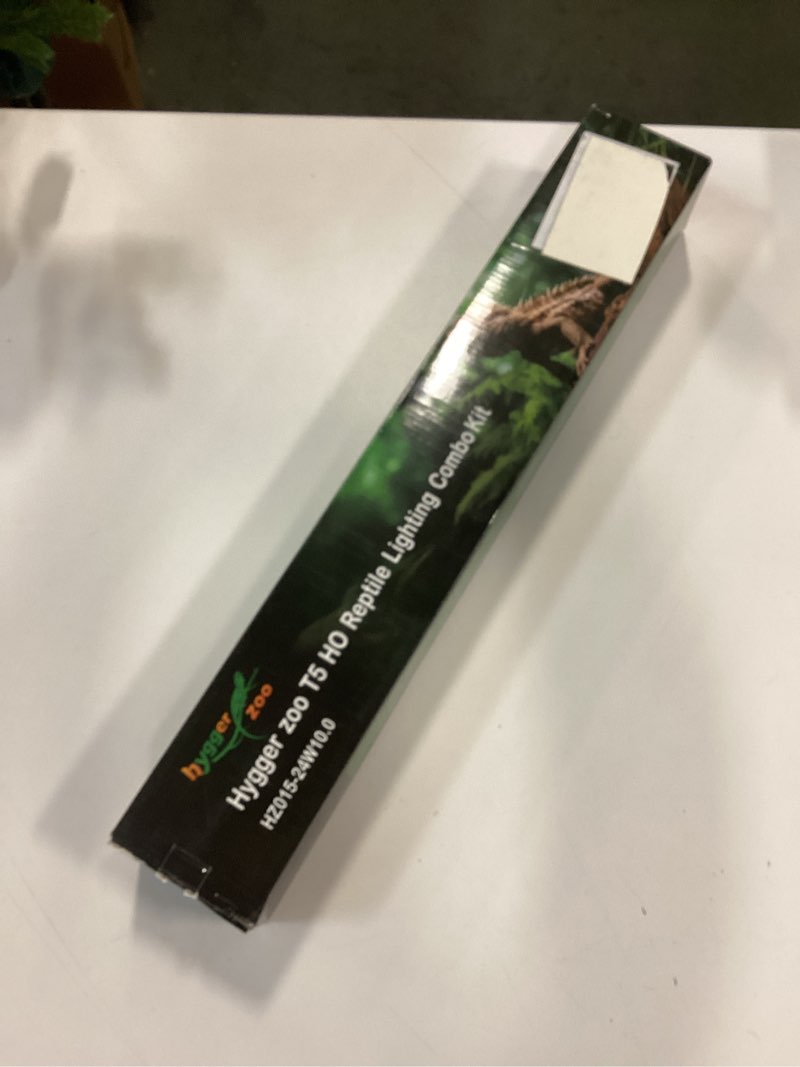 hygger
zoo
Hygger zoo T5 HO Reptile Lighting Combo Kit
HZ015-24W10.0